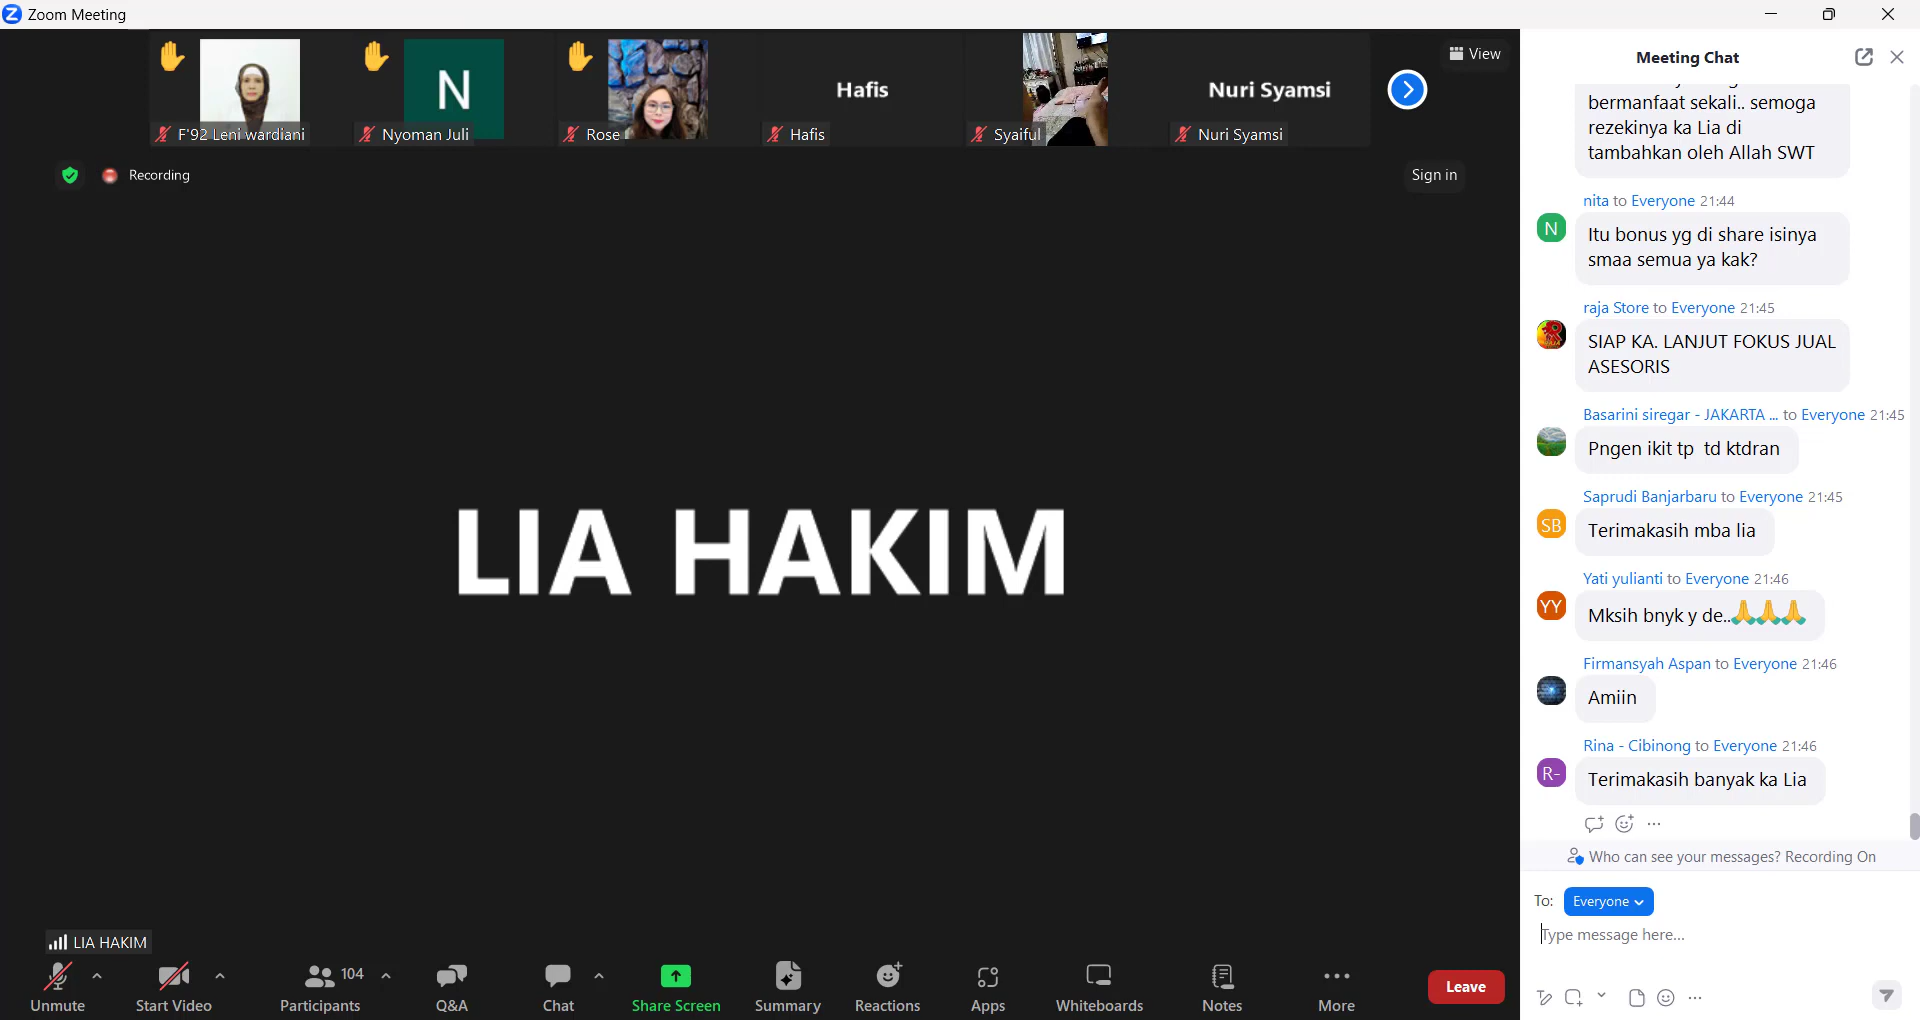 Zoom Meeting
F'92 Leni wardiani
N
Nyoman Juli
Rose
Hafis
Hafis
Syaiful
Nuri Syamsi
Nuri Syamsi
View
Recording
Sign in
LIA HAKIM
LIA HAKIM
Unmute
Start Video
104
Participants
Q&A
Chat
Share Screen
Summary
Reactions
Apps
Whiteboards
Notes
More
Leave
Meeting Chat
bermanfaat sekali.. semoga
rezekinya ka Lia di
tambahkan oleh Allah SWT
nita to Everyone 21:44
N
Itu bonus yg di share isinya
smaa semua ya kak?
raja Store to Everyone 21:45
SIAP KA. LANJUT FOKUS JUAL
ASESORIS
Basarini siregar - JAKARTA ... to Everyone 21:45
Pngen ikit tp td ktdran
Saprudi Banjarbaru to Everyone 21:45
SB
Terimakasih mba lia
Yati yulianti to Everyone 21:46
YY
Mksih bnyk y de..🙏🙏🙏
Firmansyah Aspan to Everyone 21:46
Amiin
Rina - Cibinong to Everyone 21:46
R-
Terimakasih banyak ka Lia
Who can see your messages? Recording On
To: Everyone
Type message here...